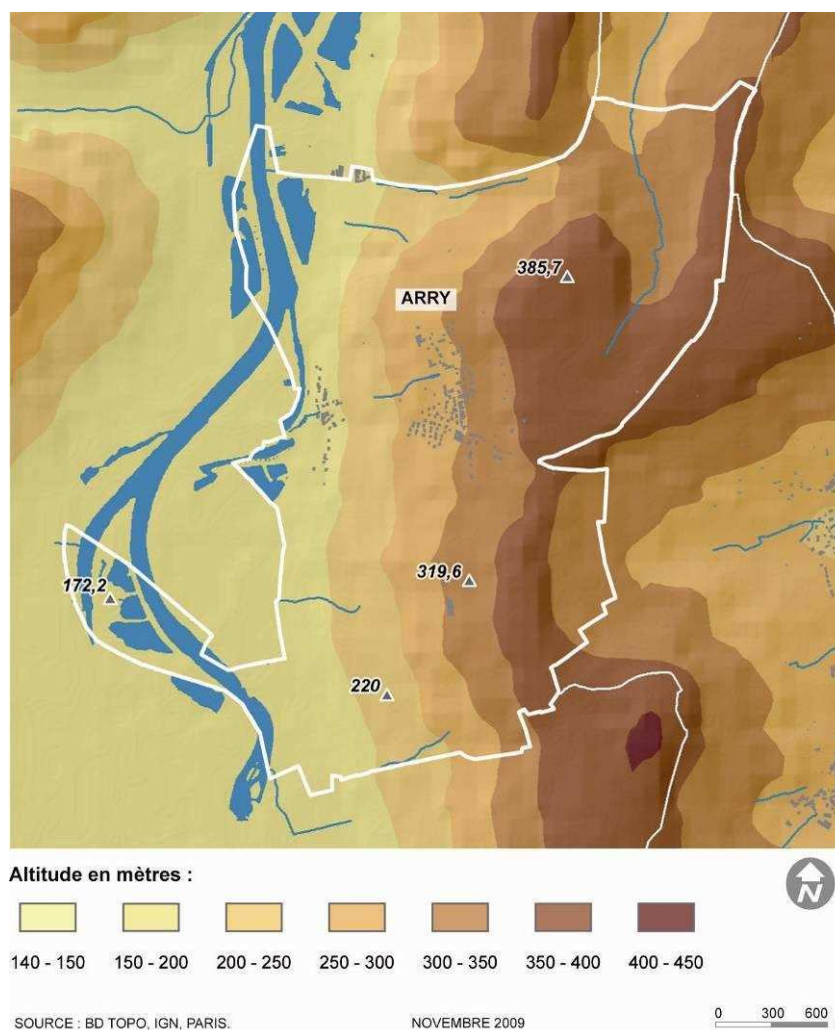 385,7
ARRY
319,6
172,2
220
Altitude en mètres :
N
140 - 150 150 - 200 200 - 250 250 - 300 300 - 350 350 - 400 400 - 450
SOURCE : BD TOPO, IGN, PARIS. NOVEMBRE 2009 0 300 600